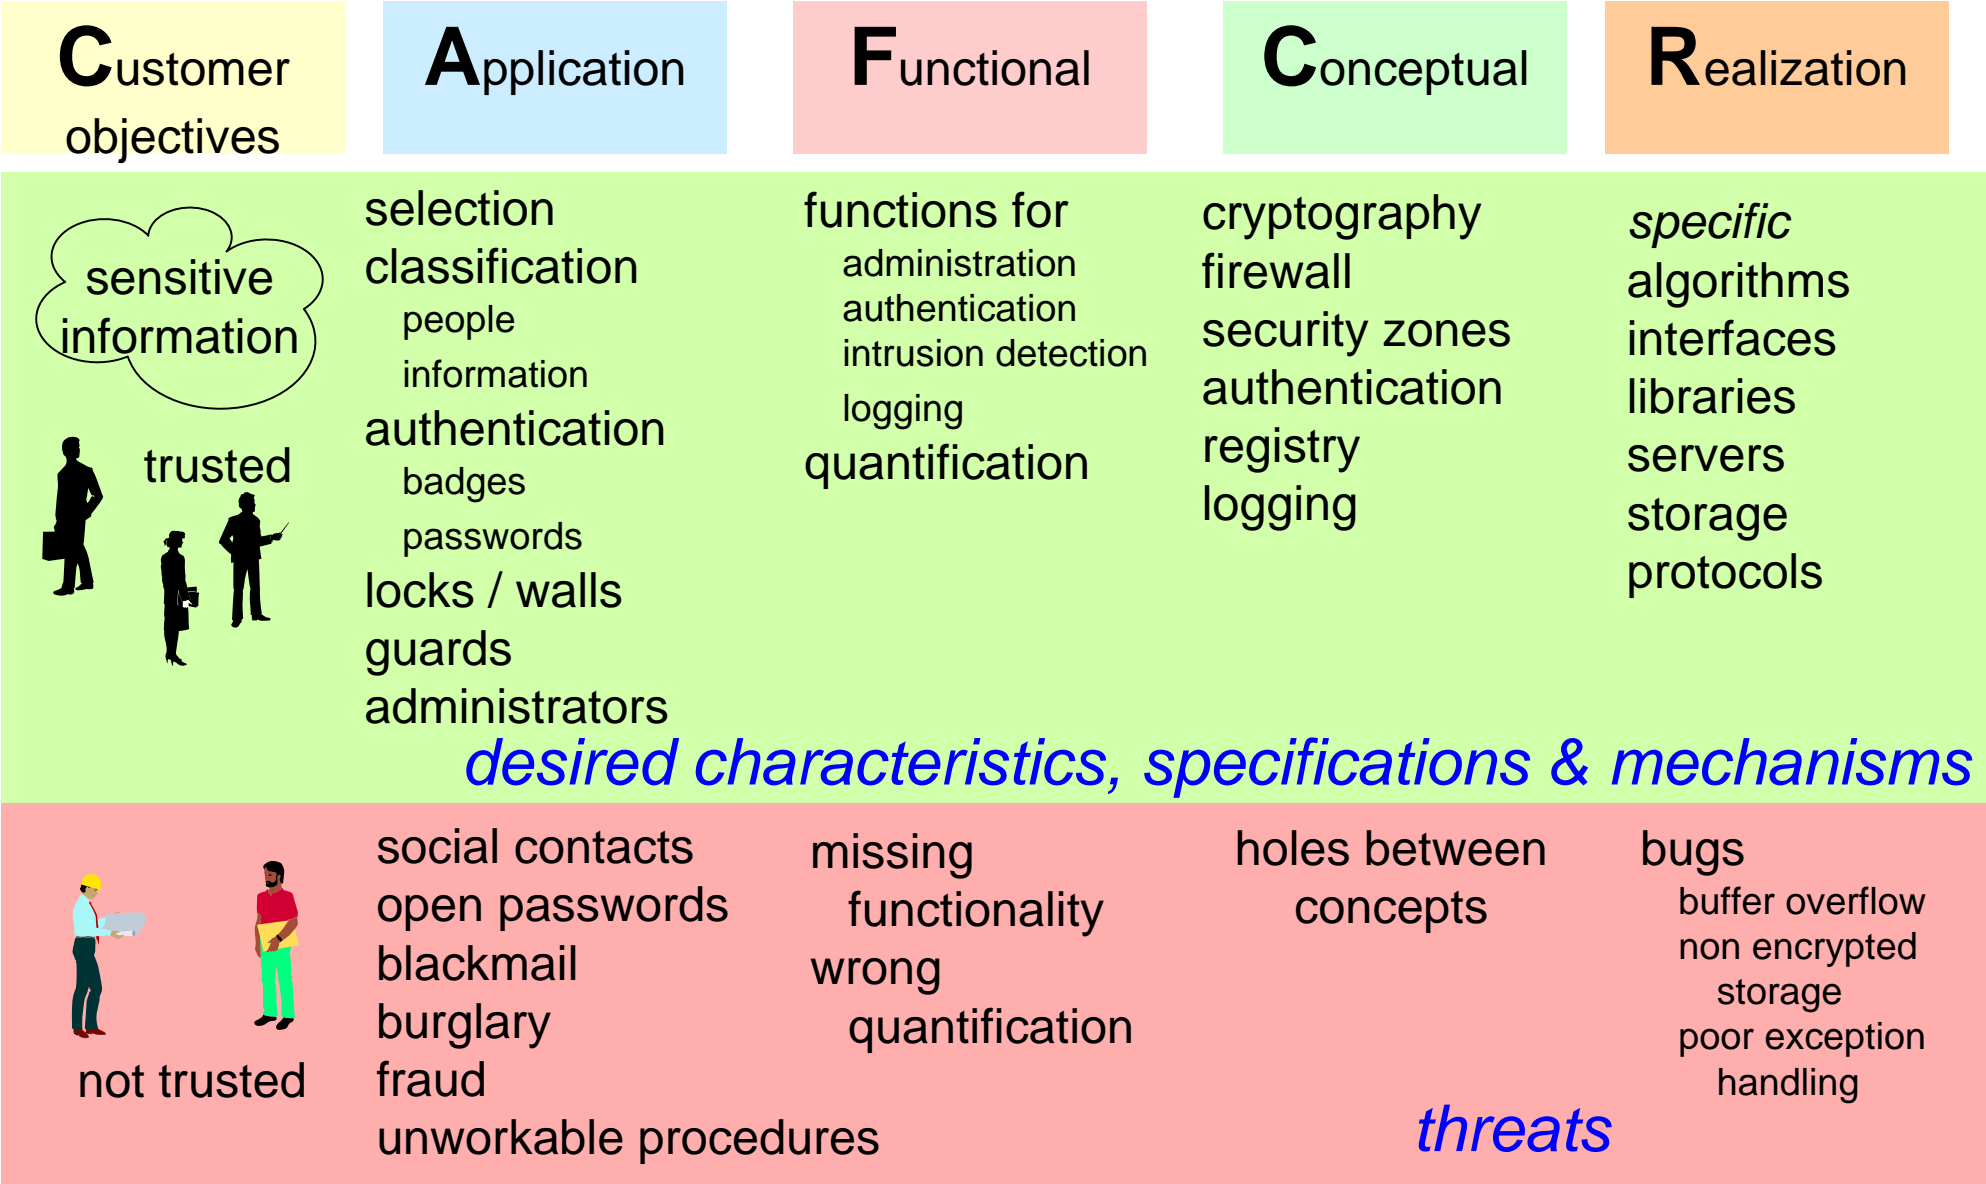 Customer
objectives
Application
Functional
Conceptual
Realization
sensitive
information
trusted
selection
classification
people
information
authentication
badges
passwords
locks / walls
guards
administrators
functions for
administration
authentication
intrusion detection
logging
quantification
cryptography
firewall
security zones
authentication
registry
logging
specific
algorithms
interfaces
libraries
servers
storage
protocols
desired characteristics, specifications & mechanisms
not trusted
social contacts
open passwords
blackmail
burglary
fraud
unworkable procedures
missing
functionality
wrong
quantification
holes between
concepts
bugs
buffer overflow
non encrypted
storage
poor exception
handling
threats